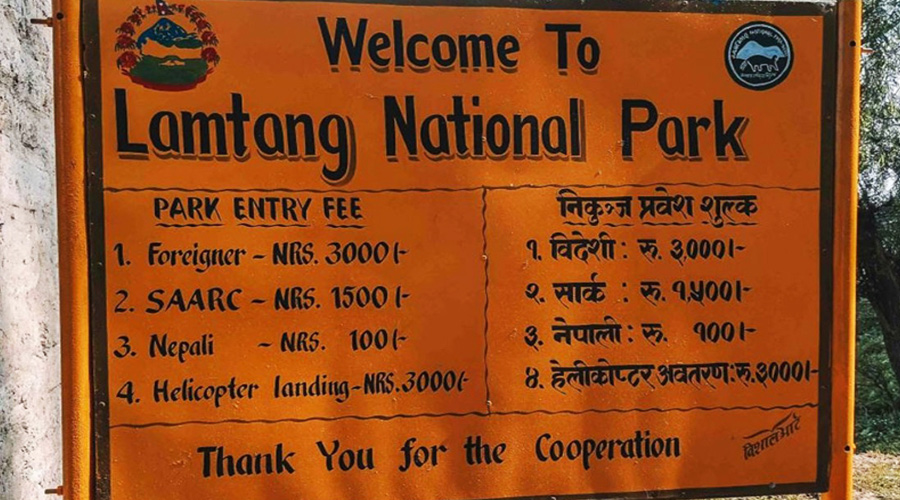 Welcome To
Lamtang National Park
PARK ENTRY FEE
1. Foreigner - NRS. 3000/-
2. SAARC - NRS. 1500/-
3. Nepali - NRS. 100/-
4. Helicopter landing-NRS.3000/-
निकुञ्ज प्रवेश शुल्क
१. विदेशी : रु. ३,०००।-
२. सार्क : रु. १,५००।-
३. नेपाली : रु. १००।-
४. हेलीकोप्टर अवतरण:रु.३०००।-
Thank You for the Cooperation